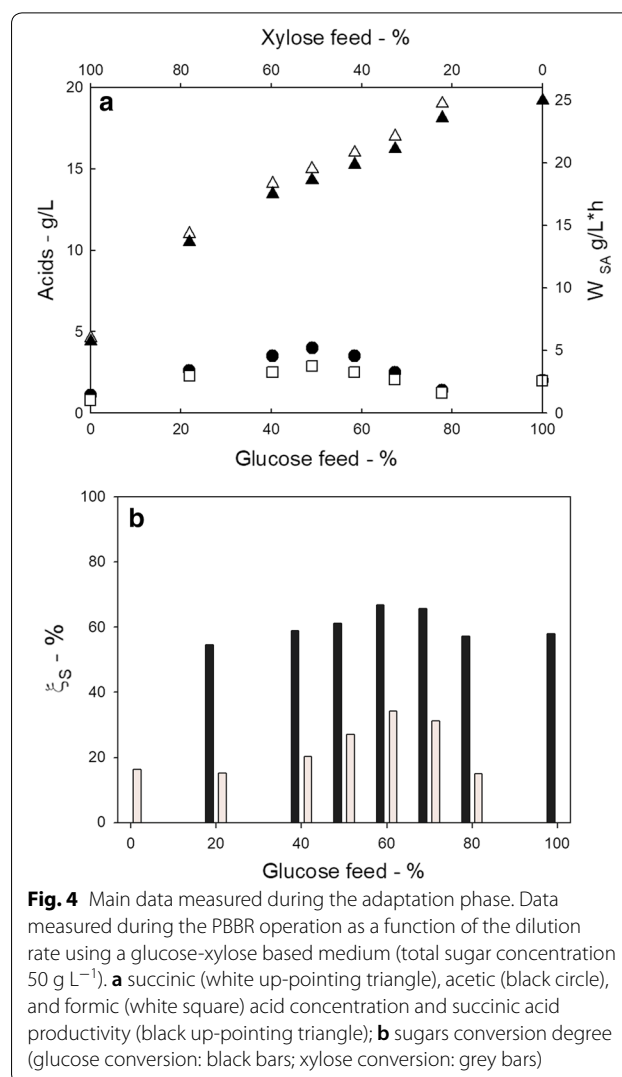 Xylose feed - %
100 80 60 40 20 0
a
20
15
10
5
0
Acids - g/L
25
20
15
10
5
0
W SA g/L*h
0 20 40 60 80 100
Glucose feed - %
b
100
80
60
40
20
0
ξS - %
0 20 40 60 80 100
Glucose feed - %
Fig. 4 Main data measured during the adaptation phase. Data
measured during the PBBR operation as a function of the dilution
rate using a glucose-xylose based medium (total sugar concentration
50 g L−1). a succinic (white up-pointing triangle), acetic (black circle),
and formic (white square) acid concentration and succinic acid
productivity (black up-pointing triangle); b sugars conversion degree
(glucose conversion: black bars; xylose conversion: grey bars)